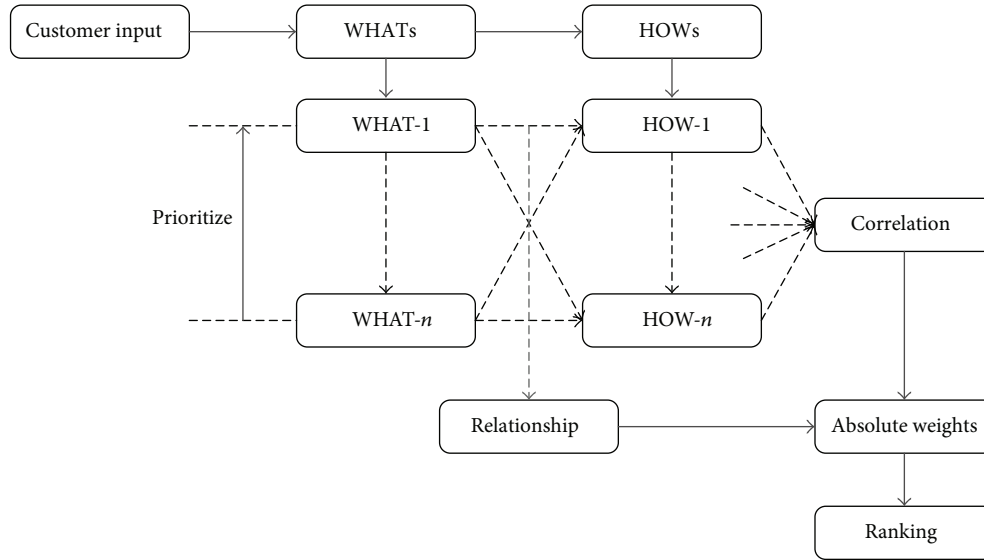 Customer input
WHATs
HOWs
WHAT-1
HOW-1
Prioritize
Correlation
WHAT-n
HOW-n
Relationship
Absolute weights
Ranking